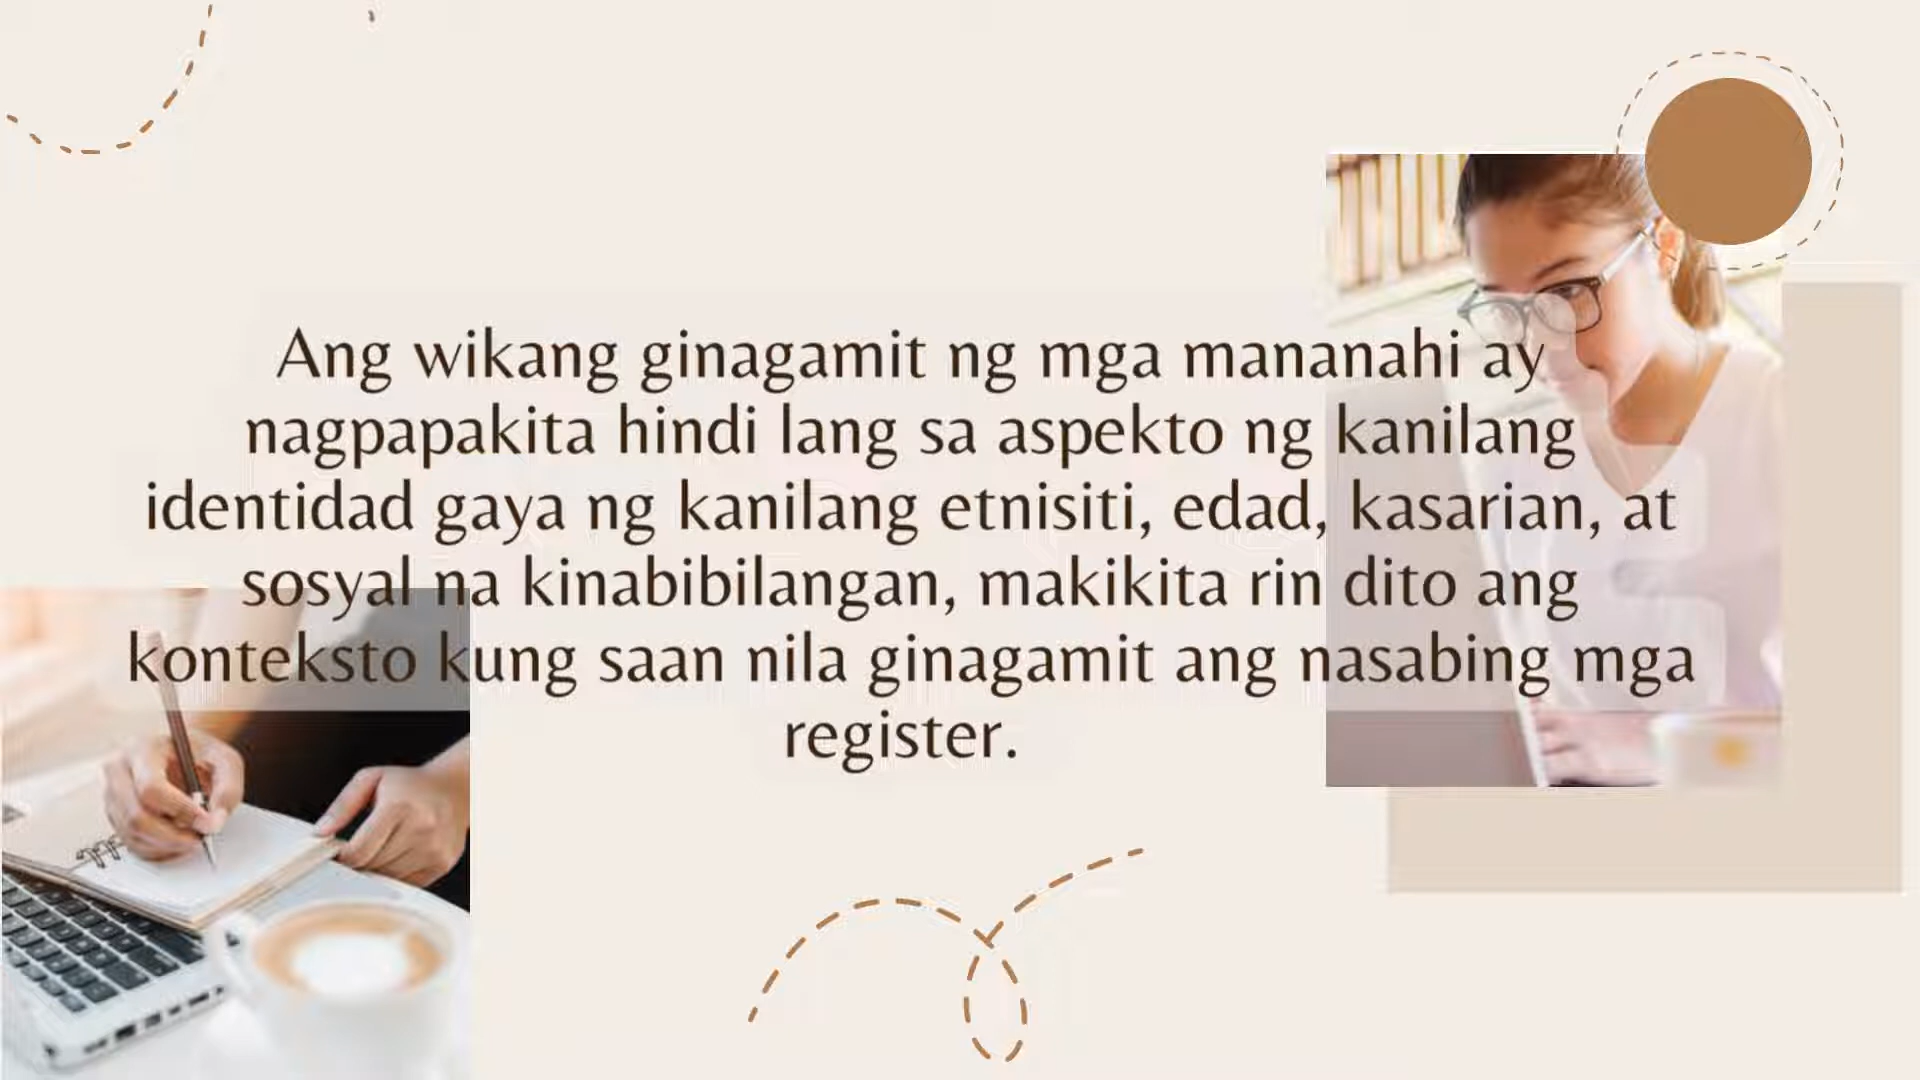 Ang wikang ginagamit ng mga mananahi ay
nagpapakita hindi lang sa aspekto ng kanilang
identidad gaya ng kanilang etnisiti, edad, kasarian, at
sosyal na kinabibilangan, makikita rin dito ang
konteksto kung saan nila ginagamit ang nasabing mga
register.